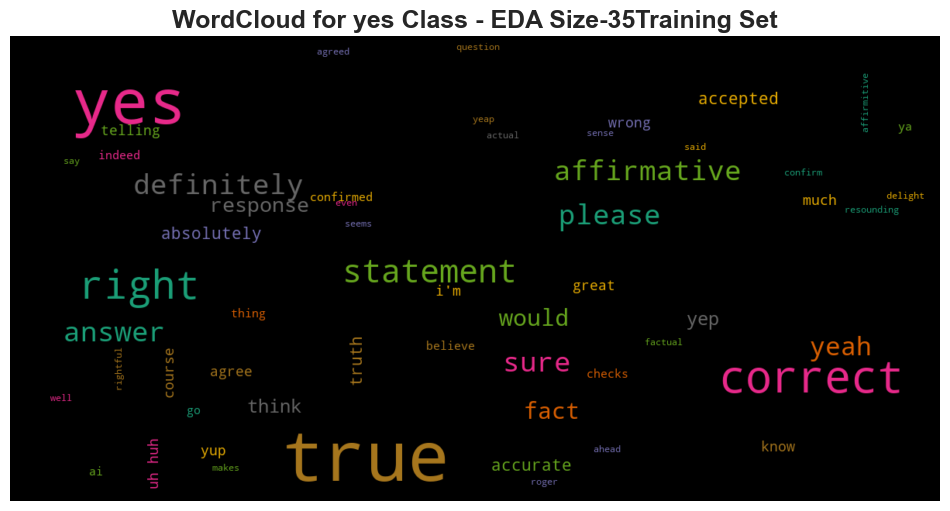 WordCloud for yes Class - EDA Size-35Training Set
agreed
question
yes
accepted
affirmitive
telling
yeap
actual
wrong
sense
ya
say
indeed
said
definitely
response
confirmed
even
affirmative
confirm
much
delight
resounding
absolutely
seems
please
right
statement
i'm
great
thing
would
yep
answer
rightful
course
agree
truth
believe
sure
factual
yeah
checks
correct
well
go
think
fact
uh huh
yup
true
accurate
ahead
know
ai
makes
roger